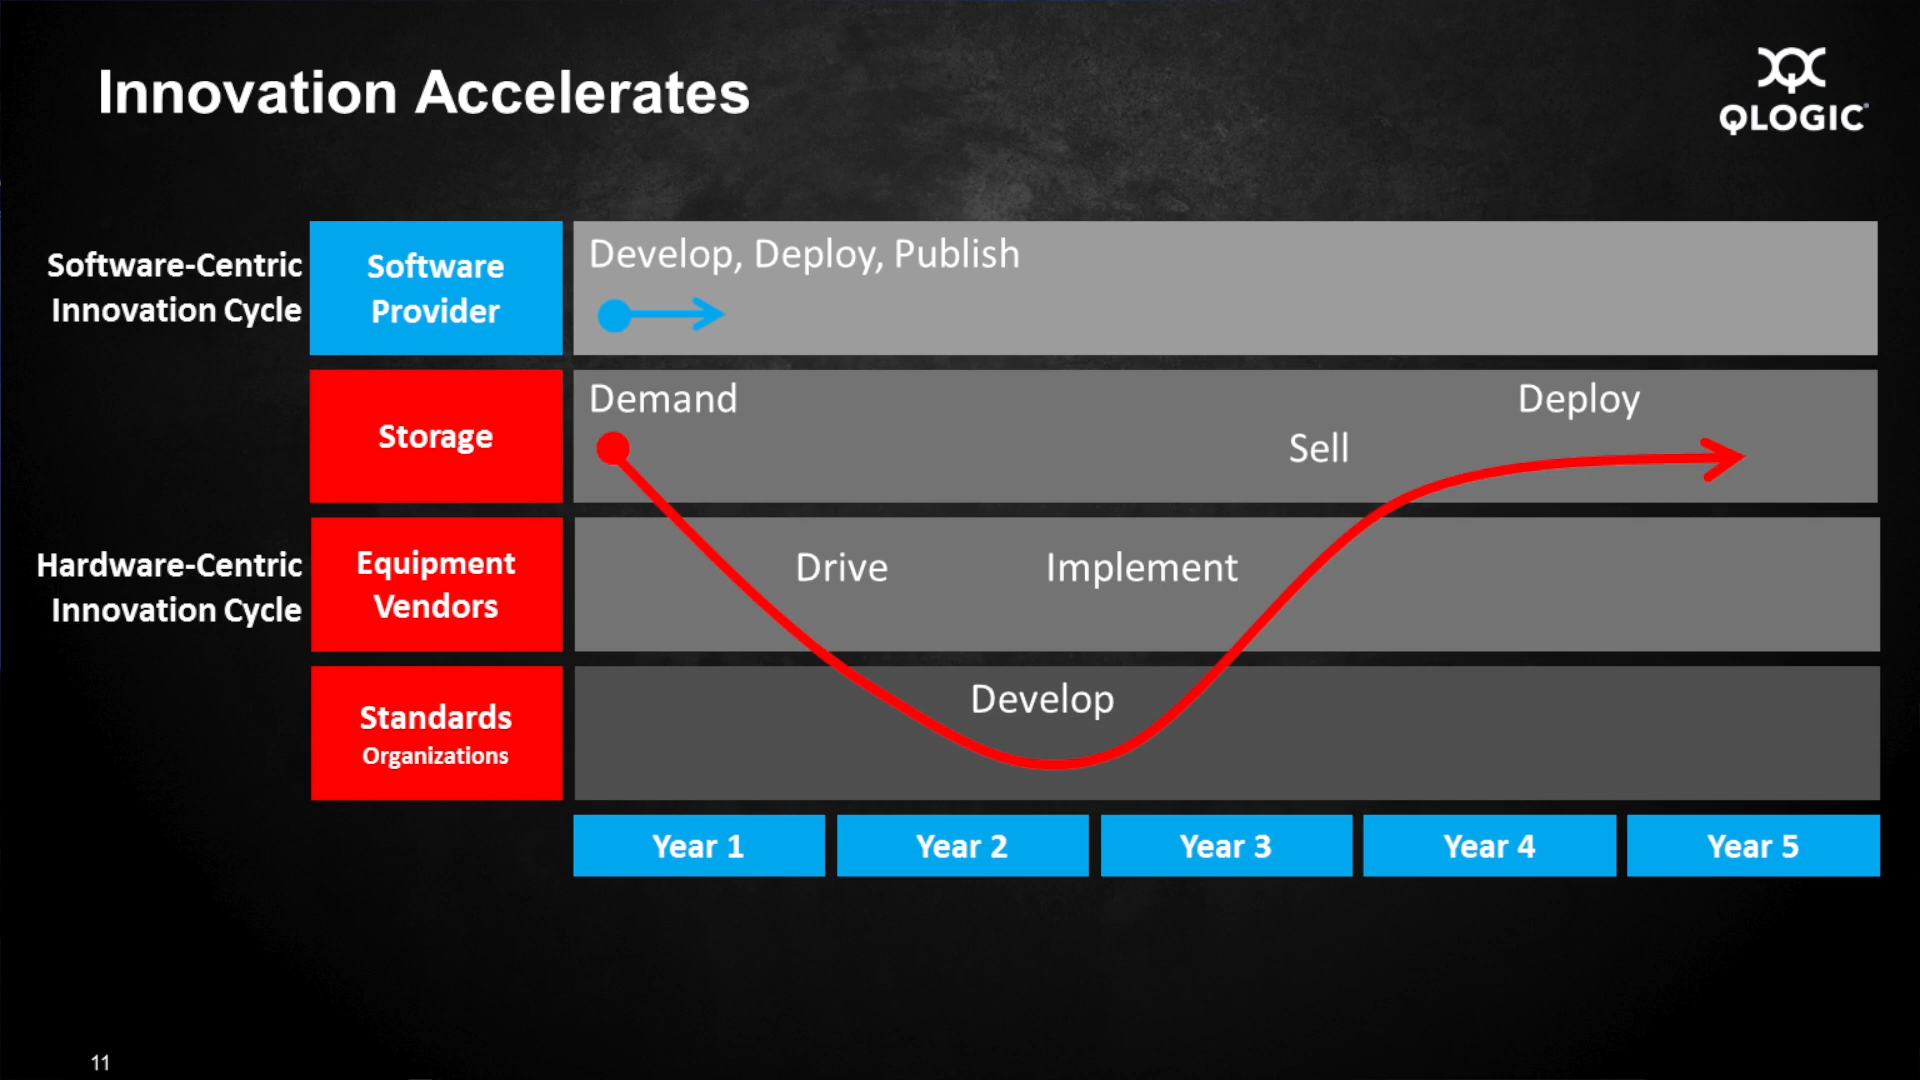 Innovation Accelerates
QLOGIC
Software-Centric
Innovation Cycle
Software
Provider
Develop, Deploy, Publish
Storage
Demand
Sell
Deploy
Hardware-Centric
Innovation Cycle
Equipment
Vendors
Drive
Implement
Standards
Organizations
Develop
Year 1
Year 2
Year 3
Year 4
Year 5
11